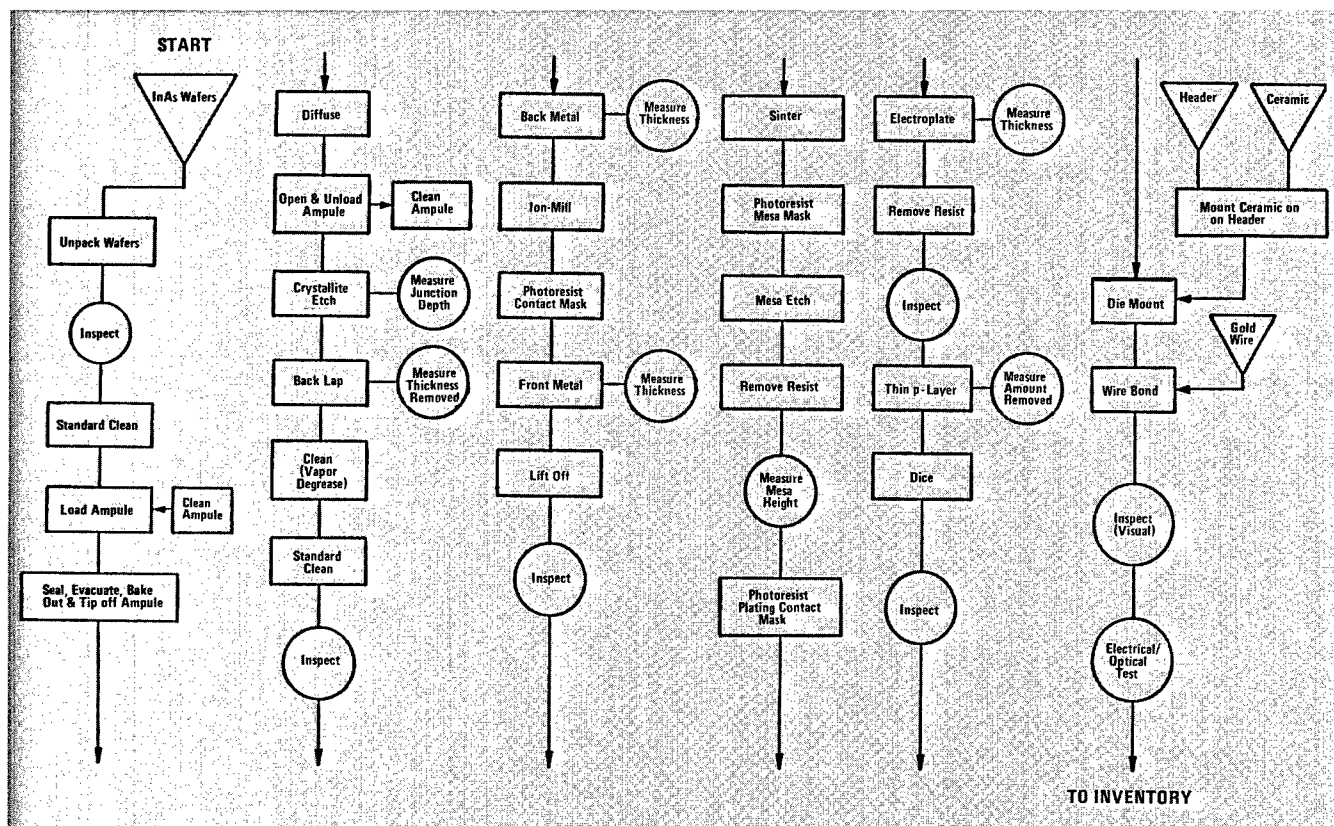 START
InAs Wafers
Unpack Wafers
Inspect
Standard Clean
Load Ampule
Clean
Ampule
Seal, Evacuate, Bake
Out & Tip off Ampule
Diffuse
Open & Unload
Ampule
Clean
Ampule
Crystallite
Etch
Measure
Junction
Depth
Back Lap
Measure
Thickness
Removed
Clean
(Vapor
Degrease)
Standard
Clean
Inspect
Back Metal
Measure
Thickness
Ion-Mill
Photoresist
Contact Mask
Front Metal
Measure
Thickness
Lift Off
Inspect
Sinter
Photoresist
Mesa Mask
Mesa Etch
Remove Resist
Measure
Mesa
Height
Photoresist
Plating Contact
Mask
Electroplate
Measure
Thickness
Remove Resist
Inspect
Thin p-Layer
Measure
Amount
Removed
Dice
Inspect
Header
Ceramic
Mount Ceramic on
on Header
Die Mount
Gold
Wire
Wire Bond
Inspect
(Visual)
Electrical/
Optical
Test
TO INVENTORY